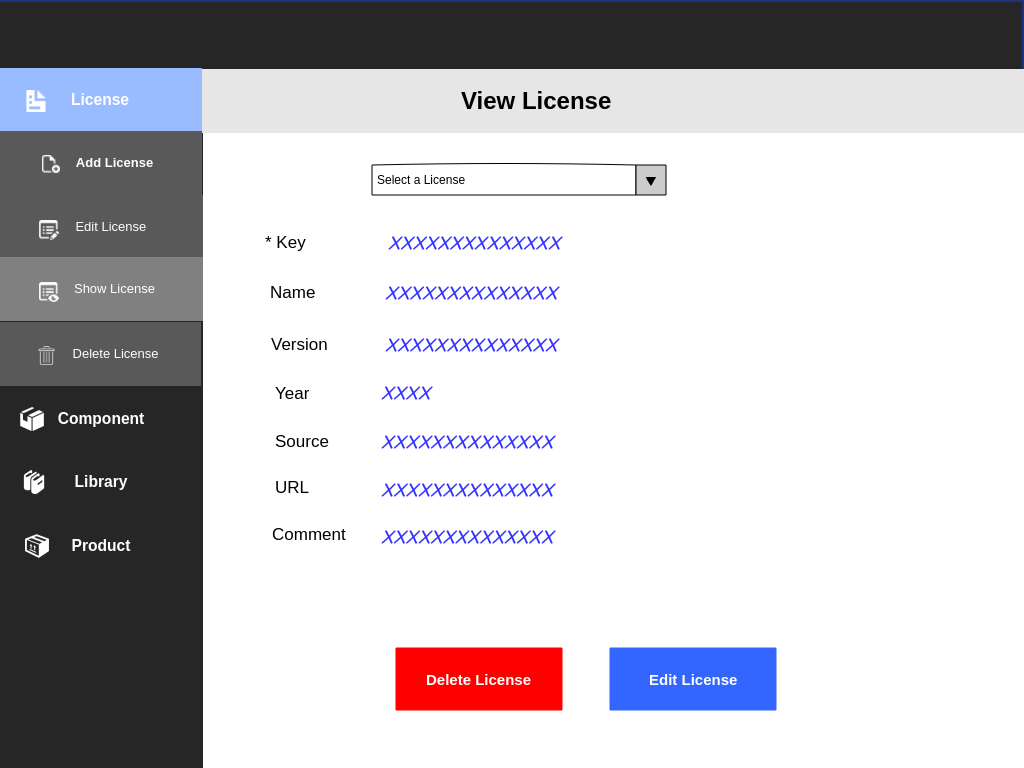 License
View License
Add License
Select a License
Edit License
* Key XXXXXXXXXXXXXX
Show License
Name XXXXXXXXXXXXXX
Version XXXXXXXXXXXXXX
Delete License
Year XXXX
Component
Source XXXXXXXXXXXXXX
Library
URL XXXXXXXXXXXXXX
Comment XXXXXXXXXXXXXX
Product
Delete License
Edit License